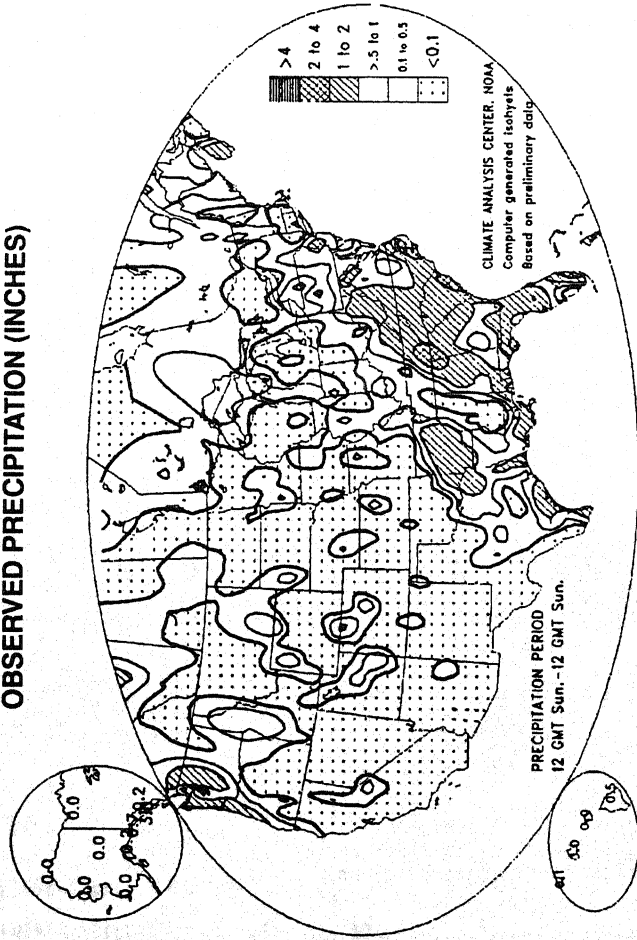 OBSERVED PRECIPITATION (INCHES)
>4
2 to 4
1 to 2
>.5 to 1
0.1 to 0.5
<0.1
CLIMATE ANALYSIS CENTER, NOAA
Computer generated isohyets
Based on preliminary data
PRECIPITATION PERIOD
12 GMT Sun.-12 GMT Sun.
0.0
0.0
0.0
0.0
0.5